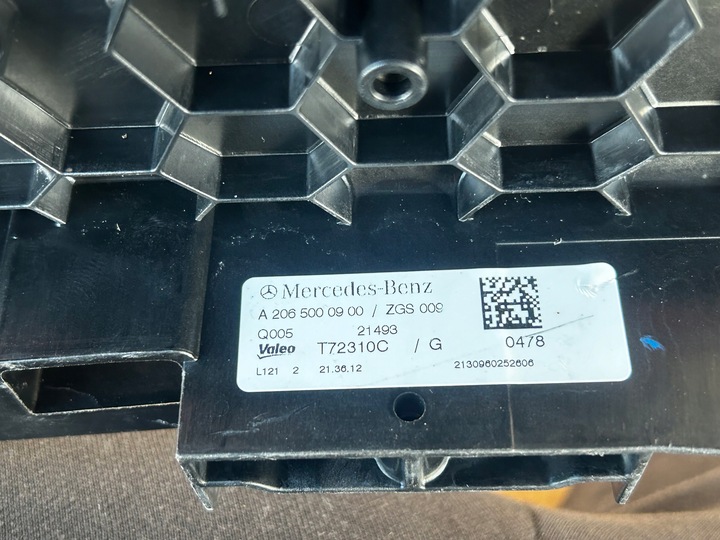 Mercedes-Benz
A 206 500 09 00 / ZGS 009
Q005 21493
Valeo T72310C / G 0478
L121 2 21.36.12 2130960252606